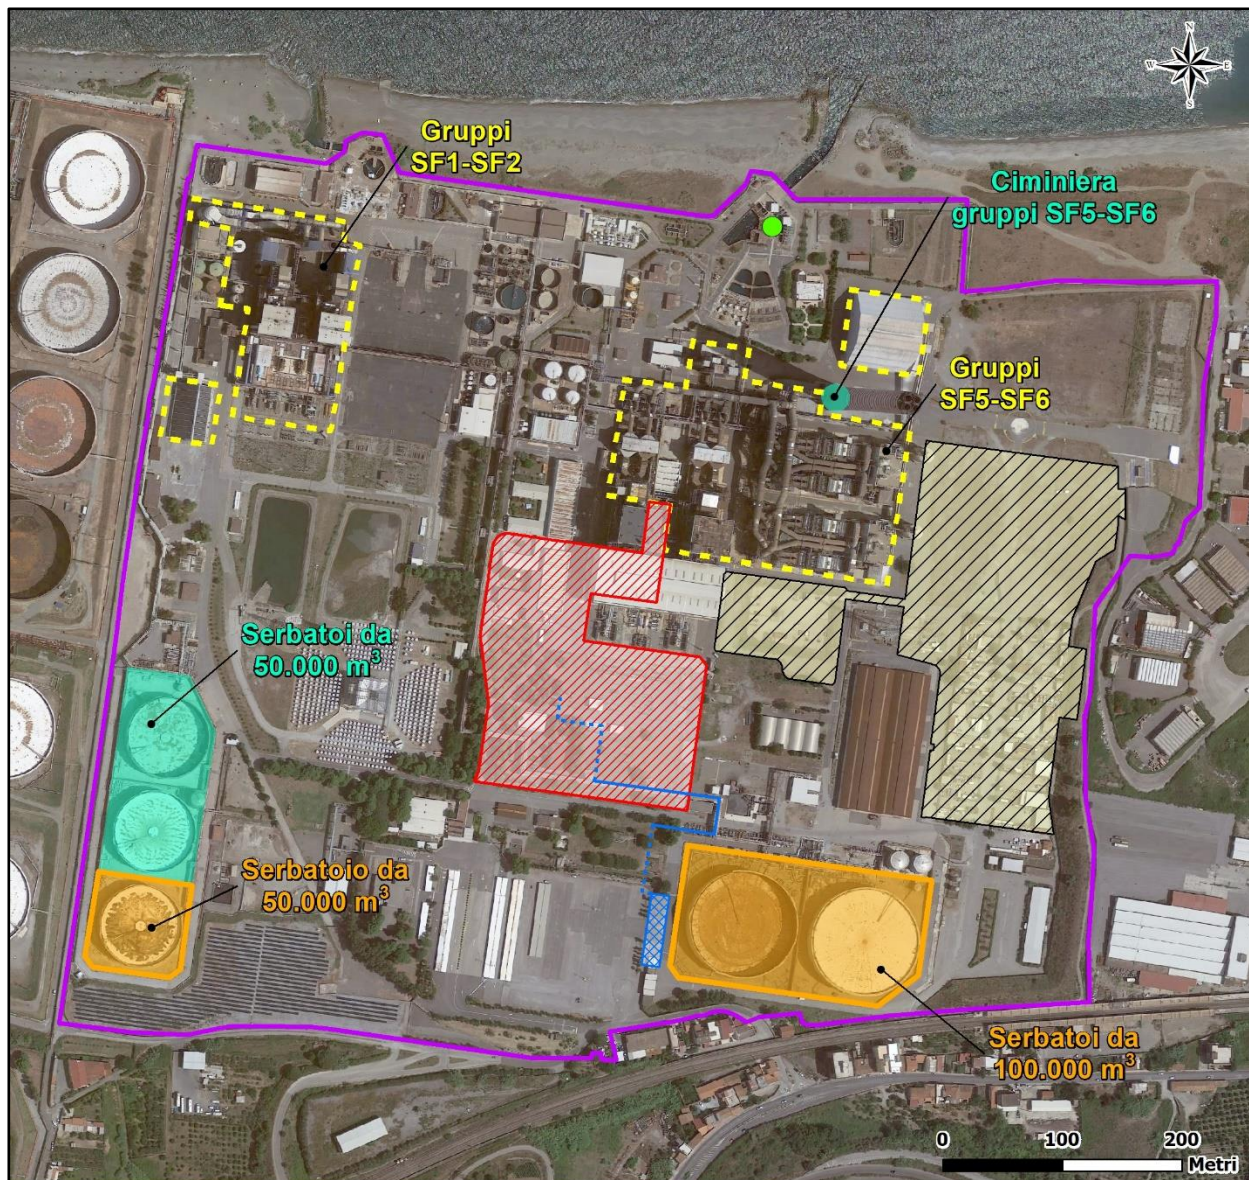 N
W E
S
Gruppi
SF1-SF2
Ciminiera
gruppi SF5-SF6
Gruppi
SF5-SF6
Serbatoi da
50.000 m³
Serbatoio da
50.000 m³
Serbatoi da
100.000 m³
0 100 200
Metri